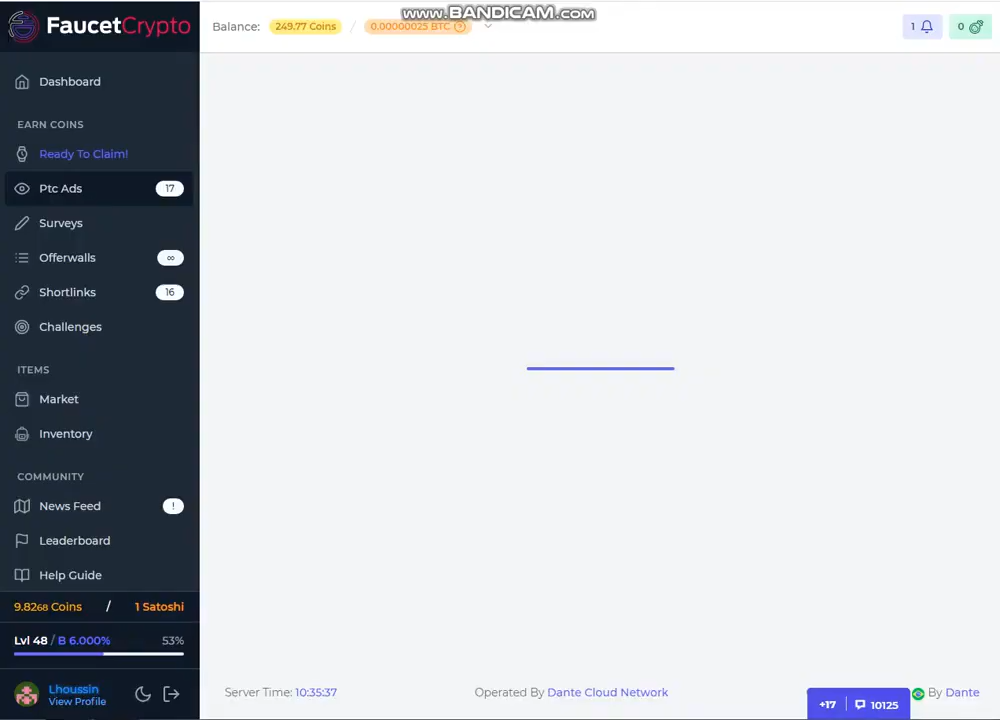 FaucetCrypto
Balance: 249.77 Coins / 0.00000025 BTC
www.BANDICAM.com
1
0
Dashboard
EARN COINS
Ready To Claim!
Ptc Ads 17
Surveys
Offerwalls ∞
Shortlinks 16
Challenges
ITEMS
Market
Inventory
COMMUNITY
News Feed !
Leaderboard
Help Guide
9.8268 Coins / 1 Satoshi
Lvl 48 / B 6.000% 53%
Lhoussin
View Profile
Server Time: 10:35:37
Operated By Dante Cloud Network
+17 10125
By Dante